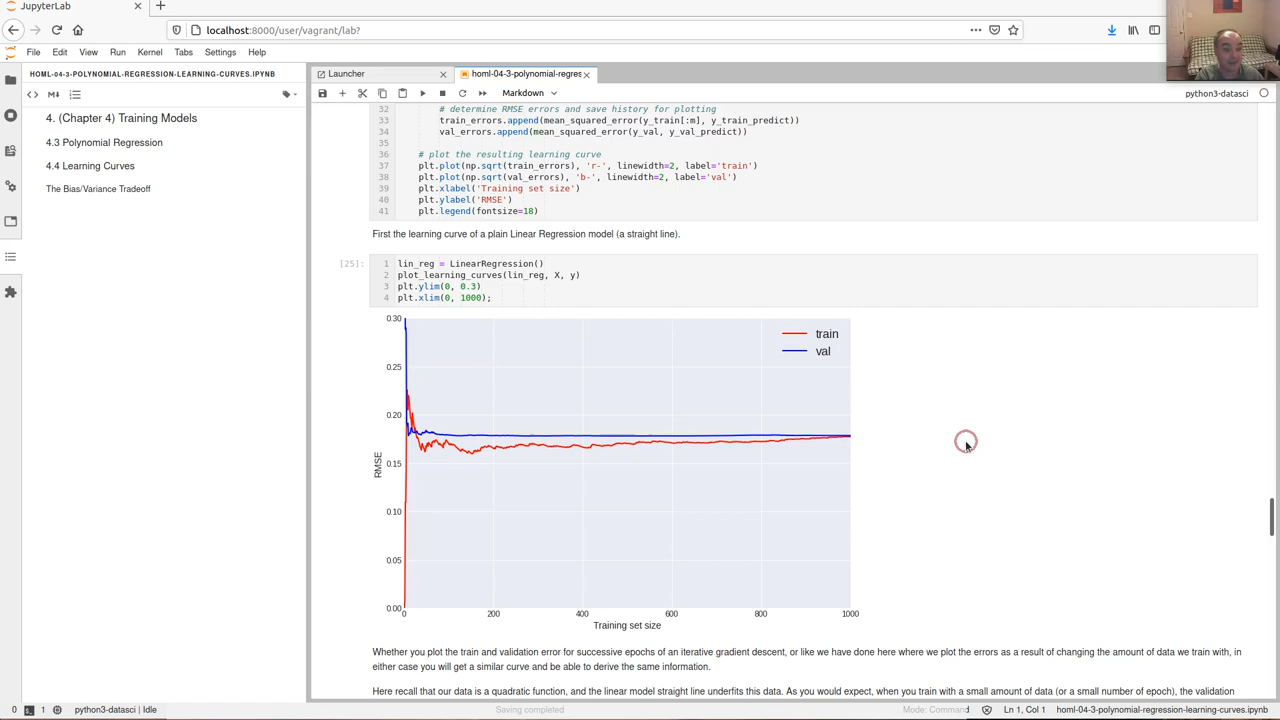 JupyterLab
localhost:8000/user/vagrant/lab?
File Edit View Run Kernel Tabs Settings Help
HOML-04-3-POLYNOMIAL-REGRESSION-LEARNING-CURVES.IPYNB
4. (Chapter 4) Training Models
4.3 Polynomial Regression
4.4 Learning Curves
The Bias/Variance Tradeoff
Launcher
homl-04-3-polynomial-regres
Markdown
python3-datasci
32 # determine RMSE errors and save history for plotting
33 train_errors.append(mean_squared_error(y_train[:m], y_train_predict))
34 val_errors.append(mean_squared_error(y_val, y_val_predict))
35
36 # plot the resulting learning curve
37 plt.plot(np.sqrt(train_errors), 'r-', linewidth=2, label='train')
38 plt.plot(np.sqrt(val_errors), 'b-', linewidth=2, label='val')
39 plt.xlabel('Training set size')
40 plt.ylabel('RMSE')
41 plt.legend(fontsize=18)
First the learning curve of a plain Linear Regression model (a straight line).
[25]:
1 lin_reg = LinearRegression()
2 plot_learning_curves(lin_reg, X, y)
3 plt.ylim(0, 0.3)
4 plt.xlim(0, 1000);
0.30
0.25
0.20
0.15
0.10
0.05
0.00
RMSE
train
val
0 200 400 600 800 1000
Training set size
Whether you plot the train and validation error for successive epochs of an iterative gradient descent, or like we have done here where we plot the errors as a result of changing the amount of data we train with, in
either case you will get a similar curve and be able to derive the same information.
Here recall that our data is a quadratic function, and the linear model straight line underfits this data. As you would expect, when you train with a small amount of data (or a small number of epoch), the validation
0 1 python3-datasci | Idle
Saving completed
Mode: Command
Ln 1, Col 1
homl-04-3-polynomial-regression-learning-curves.ipynb